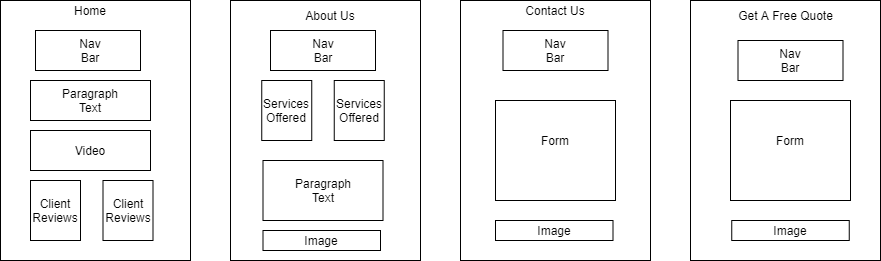 Home
Nav
Bar
Paragraph
Text
Video
Client
Reviews
Client
Reviews
About Us
Nav
Bar
Services
Offered
Services
Offered
Paragraph
Text
Image
Contact Us
Nav
Bar
Form
Image
Get A Free Quote
Nav
Bar
Form
Image